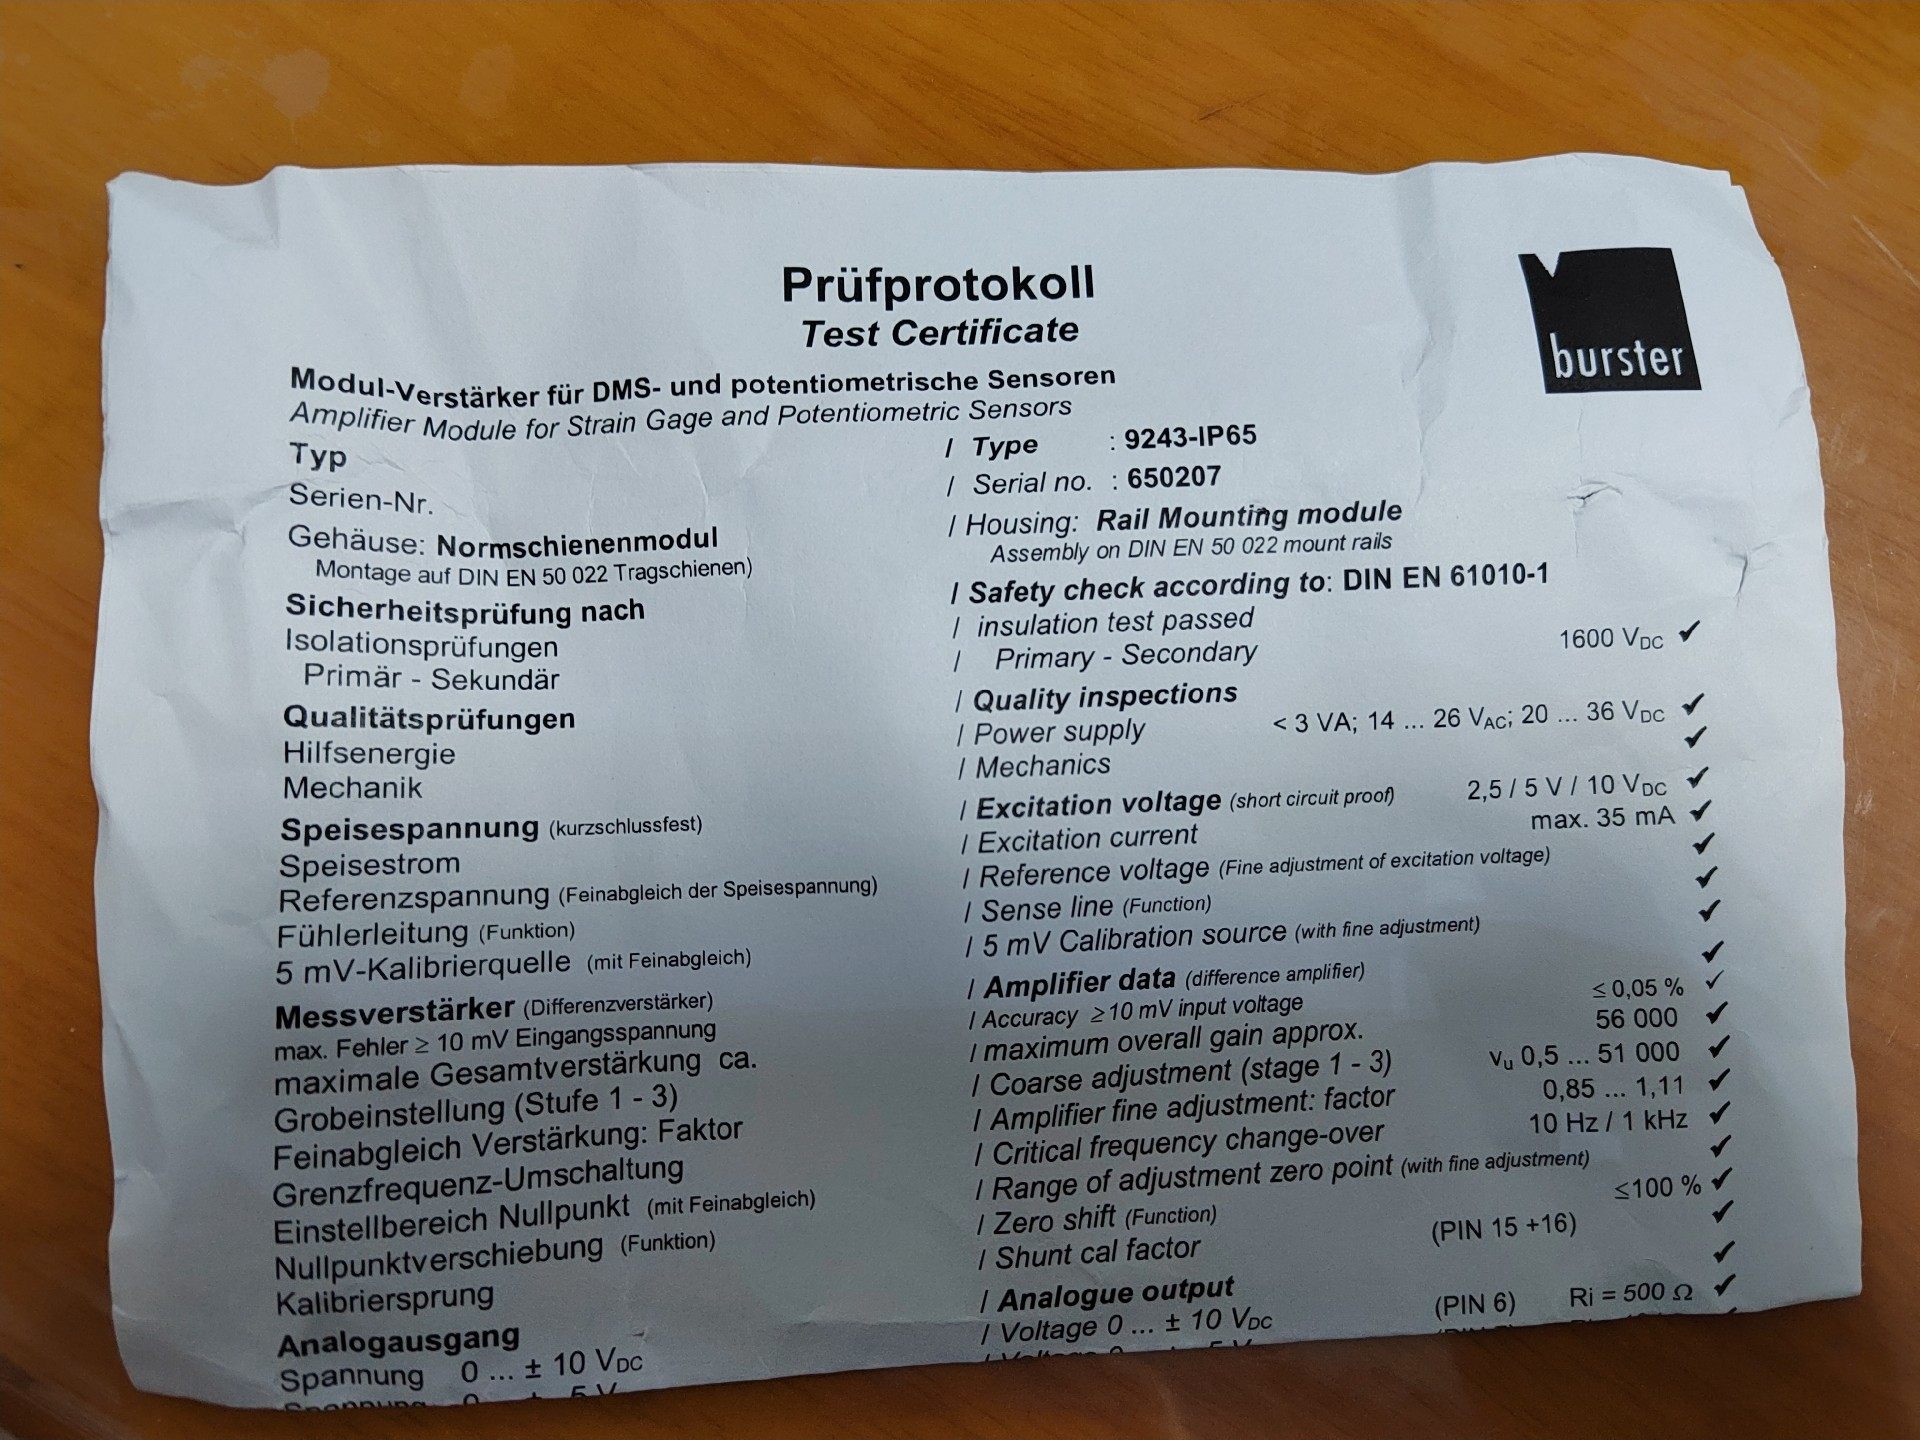 Prüfprotokoll
Test Certificate
burster
Modul-Verstärker für DMS- und potentiometrische Sensoren
Amplifier Module for Strain Gage and Potentiometric Sensors
Typ / Type : 9243-IP65
Serien-Nr. / Serial no. : 650207
Gehäuse: Normschienenmodul / Housing: Rail Mounting module
Montage auf DIN EN 50 022 Tragschienen) Assembly on DIN EN 50 022 mount rails
Sicherheitsprüfung nach / Safety check according to: DIN EN 61010-1
Isolationsprüfungen / insulation test passed
Primär - Sekundär / Primary - Secondary 1600 VDC ✓
Qualitätsprüfungen / Quality inspections
Hilfsenergie / Power supply < 3 VA; 14 ... 26 VAC; 20 ... 36 VDC ✓
Mechanik / Mechanics ✓
Speisespannung (kurzschlussfest) / Excitation voltage (short circuit proof) 2,5 / 5 V / 10 VDC ✓
Speisestrom / Excitation current max. 35 mA ✓
Referenzspannung (Feinabgleich der Speisespannung) / Reference voltage (Fine adjustment of excitation voltage) ✓
Fühlerleitung (Funktion) / Sense line (Function) ✓
5 mV-Kalibrierquelle (mit Feinabgleich) / 5 mV Calibration source (with fine adjustment) ✓
Messverstärker (Differenzverstärker) / Amplifier data (difference amplifier) ✓
max. Fehler ≥ 10 mV Eingangsspannung / Accuracy ≥ 10 mV input voltage ≤ 0,05 % ✓
maximale Gesamtverstärkung ca. / maximum overall gain approx. 56 000 ✓
Grobeinstellung (Stufe 1 - 3) / Coarse adjustment (stage 1 - 3) vu 0,5 ... 51 000 ✓
Feinabgleich Verstärkung: Faktor / Amplifier fine adjustment: factor 0,85 ... 1,11 ✓
Grenzfrequenz-Umschaltung / Critical frequency change-over 10 Hz / 1 kHz ✓
Einstellbereich Nullpunkt (mit Feinabgleich) / Range of adjustment zero point (with fine adjustment) ✓
Nullpunktverschiebung (Funktion) / Zero shift (Function) ≤100 % ✓
Kalibriersprung / Shunt cal factor (PIN 15 +16) ✓
Analogausgang / Analogue output ✓
Spannung 0 ... ± 10 VDC / Voltage 0 ... ± 10 VDC (PIN 6) Ri = 500 Ω ✓
Spannung 0 ... ± 5 V / Voltage 0 ... ± 5 V